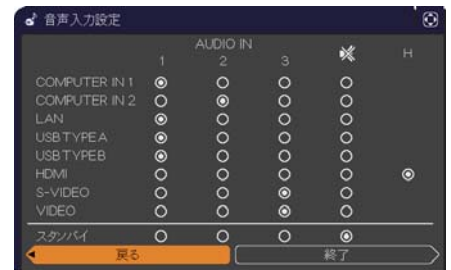 音声入力設定
AUDIO IN
1 2 3 H
COMPUTER IN 1
COMPUTER IN 2
LAN
USB TYPE A
USB TYPE B
HDMI
S-VIDEO
VIDEO
スタンバイ
戻る 終了